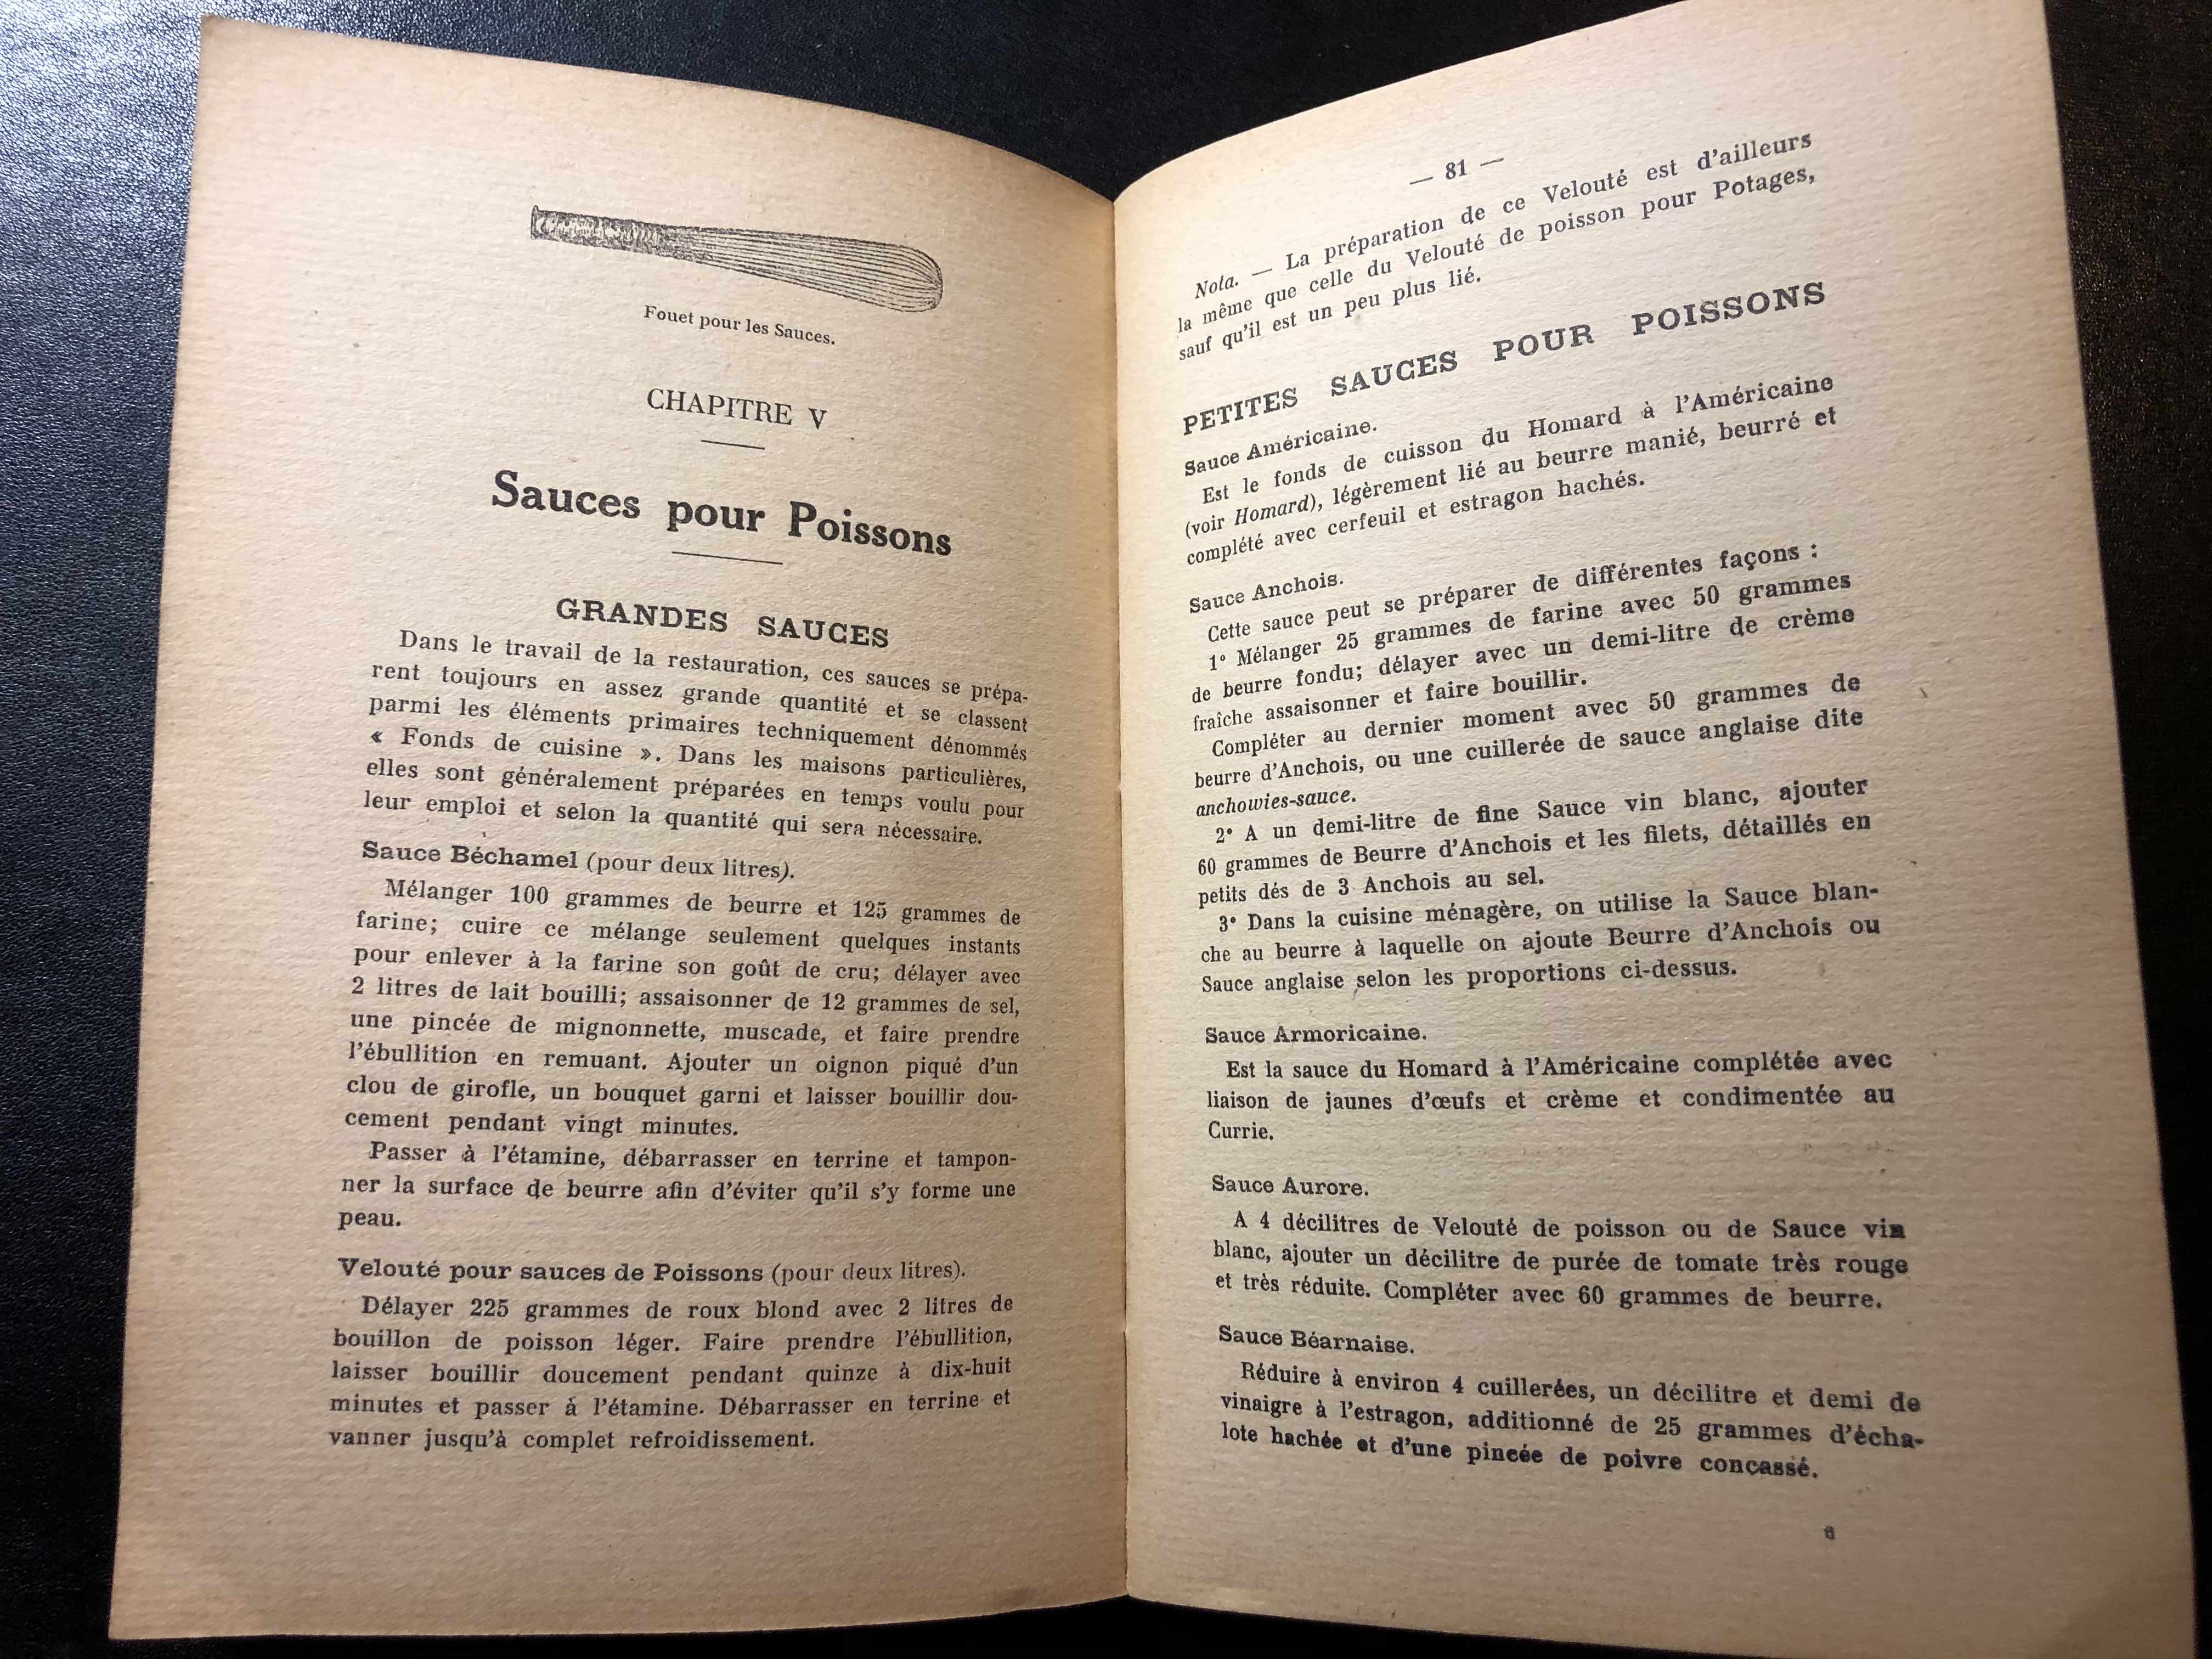 Fouet pour les Sauces.
CHAPITRE V
Sauces pour Poissons
GRANDES SAUCES
Dans le travail de la restauration, ces sauces se prépa-
rent toujours en assez grande quantité et se classent
parmi les éléments primaires techniquement dénommés
« Fonds de cuisine ». Dans les maisons particulières,
elles sont généralement préparées en temps voulu pour
leur emploi et selon la quantité qui sera nécessaire.
Sauce Béchamel (pour deux litres).
Mélanger 100 grammes de beurre et 125 grammes de
farine; cuire ce mélange seulement quelques instants
pour enlever à la farine son goût de cru; délayer avec
2 litres de lait bouilli; assaisonner de 12 grammes de sel,
une pincée de mignonnette, muscade, et faire prendre
l'ébullition en remuant. Ajouter un oignon piqué d'un
clou de girofle, un bouquet garni et laisser bouillir dou-
cement pendant vingt minutes.
Passer à l'étamine, débarrasser en terrine et tampon-
ner la surface de beurre afin d'éviter qu'il s'y forme une
peau.
Velouté pour sauces de Poissons (pour deux litres).
Délayer 225 grammes de roux blond avec 2 litres de
bouillon de poisson léger. Faire prendre l'ébullition,
laisser bouillir doucement pendant quinze à dix-huit
minutes et passer à l'étamine. Débarrasser en terrine et
vanner jusqu'à complet refroidissement.
— 81 —
Nota. — La préparation de ce Velouté est d'ailleurs
la même que celle du Velouté de poisson pour Potages,
sauf qu'il est un peu plus lié.
PETITES SAUCES POUR POISSONS
Sauce Américaine.
Est le fonds de cuisson du Homard à l'Américaine
(voir Homard), légèrement lié au beurre manié, beurré et
complété avec cerfeuil et estragon hachés.
Sauce Anchois.
Cette sauce peut se préparer de différentes façons :
1° Mélanger 25 grammes de farine avec 50 grammes
de beurre fondu; délayer avec un demi-litre de crème
fraîche assaisonner et faire bouillir.
Compléter au dernier moment avec 50 grammes de
beurre d'Anchois, ou une cuillerée de sauce anglaise dite
anchowies-sauce.
2° A un demi-litre de fine Sauce vin blanc, ajouter
60 grammes de Beurre d'Anchois et les filets, détaillés en
petits dés de 3 Anchois au sel.
3° Dans la cuisine ménagère, on utilise la Sauce blan-
che au beurre à laquelle on ajoute Beurre d'Anchois ou
Sauce anglaise selon les proportions ci-dessus.
Sauce Armoricaine.
Est la sauce du Homard à l'Américaine complétée avec
liaison de jaunes d'œufs et crème et condimentée au
Currie.
Sauce Aurore.
A 4 décilitres de Velouté de poisson ou de Sauce vin
blanc, ajouter un décilitre de purée de tomate très rouge
et très réduite. Compléter avec 60 grammes de beurre.
Sauce Béarnaise.
Réduire à environ 4 cuillerées, un décilitre et demi de
vinaigre à l'estragon, additionné de 25 grammes d'écha-
lote hachée et d'une pincée de poivre concassé.
6